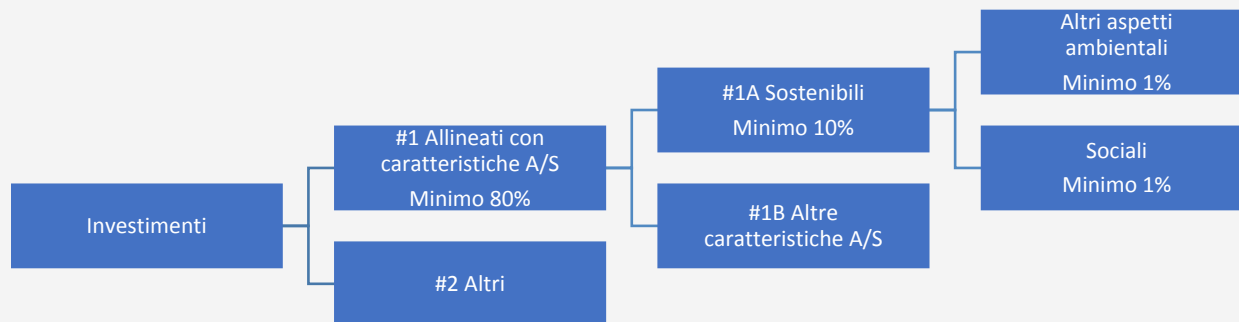 Investimenti
#1 Allineati con
caratteristiche A/S
Minimo 80%
#2 Altri
#1A Sostenibili
Minimo 10%
#1B Altre
caratteristiche A/S
Altri aspetti
ambientali
Minimo 1%
Sociali
Minimo 1%